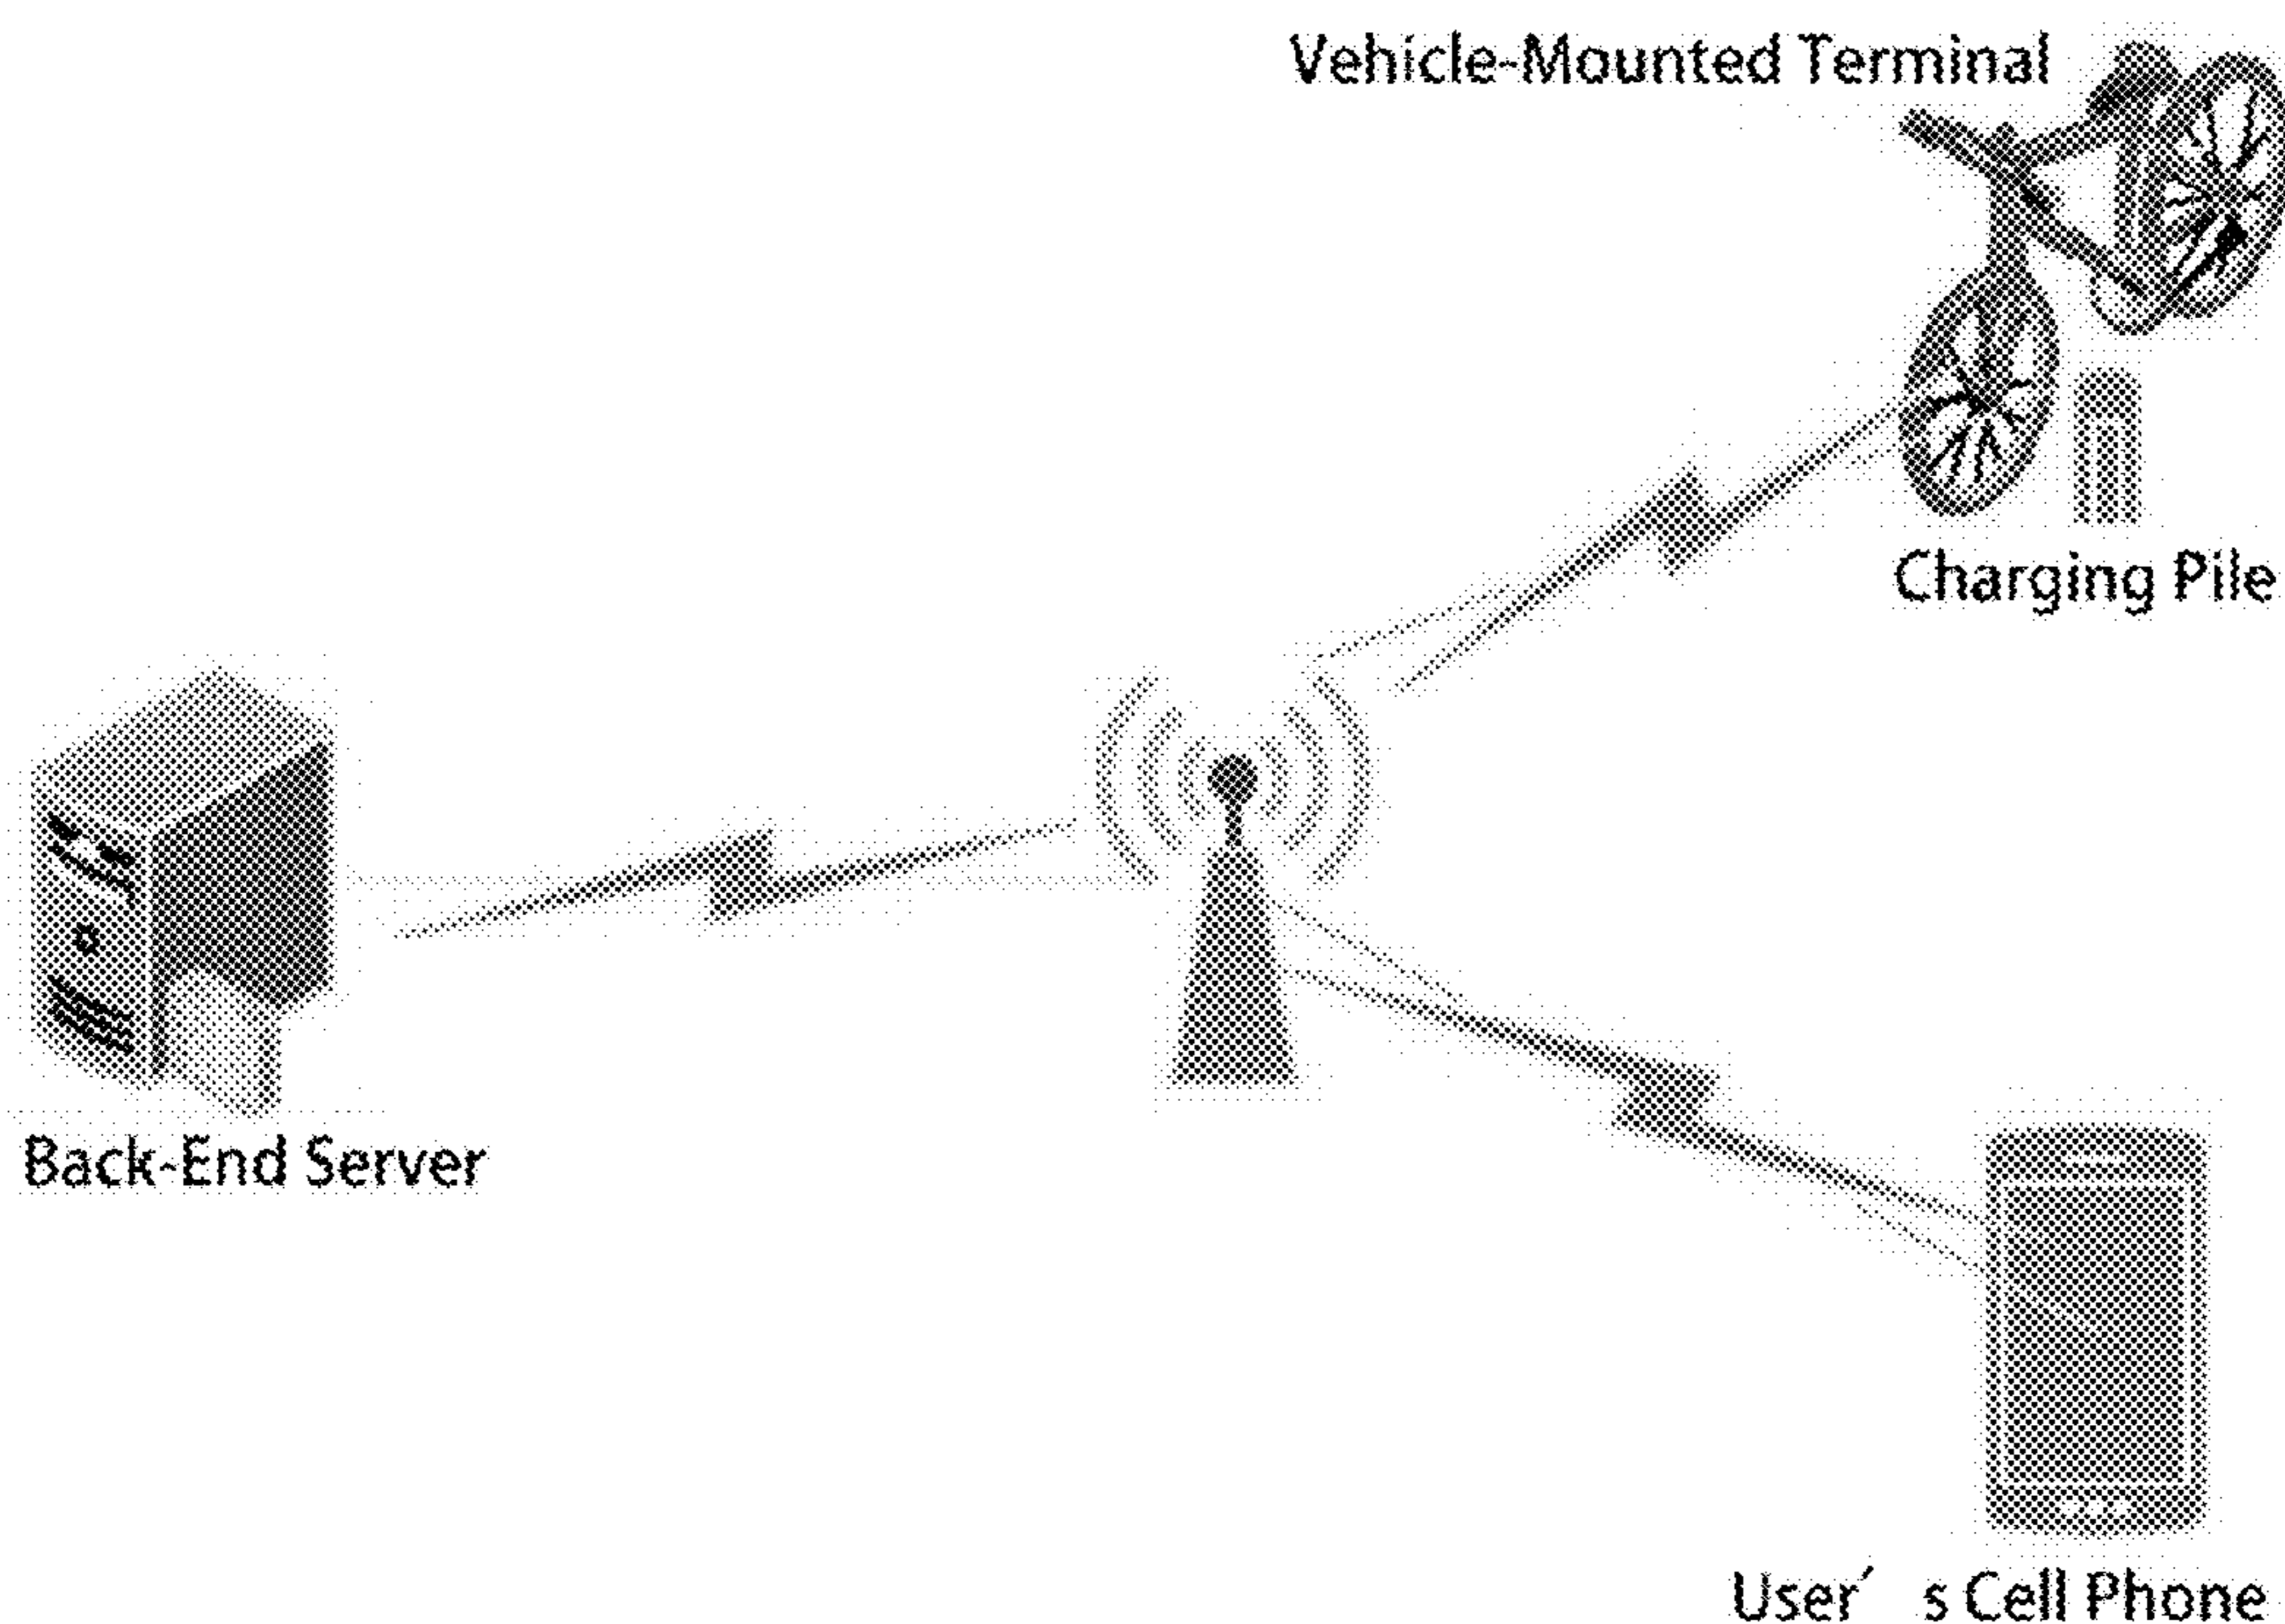 Vehicle-Mounted Terminal
Charging Pile
Back-End Server
User′ s Cell Phone